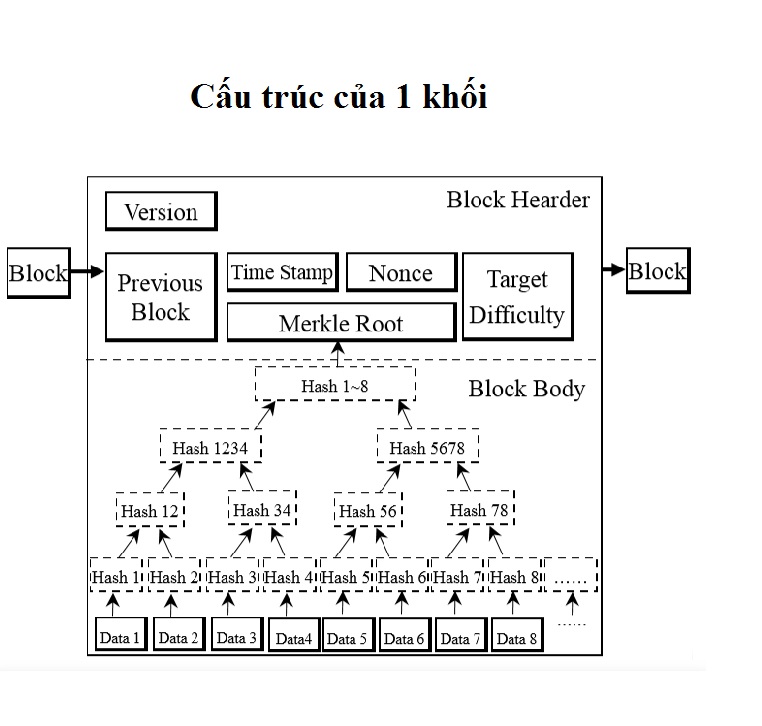 Cấu trúc của 1 khối
Block Hearder
Version
Block
Previous
Block
Time Stamp
Nonce
Target
Difficulty
Merkle Root
Block
Hash 1~8
Block Body
Hash 1234
Hash 5678
Hash 12
Hash 34
Hash 56
Hash 78
Hash 1
Hash 2
Hash 3
Hash 4
Hash 5
Hash 6
Hash 7
Hash 8
......
Data 1
Data 2
Data 3
Data4
Data 5
Data 6
Data 7
Data 8
......